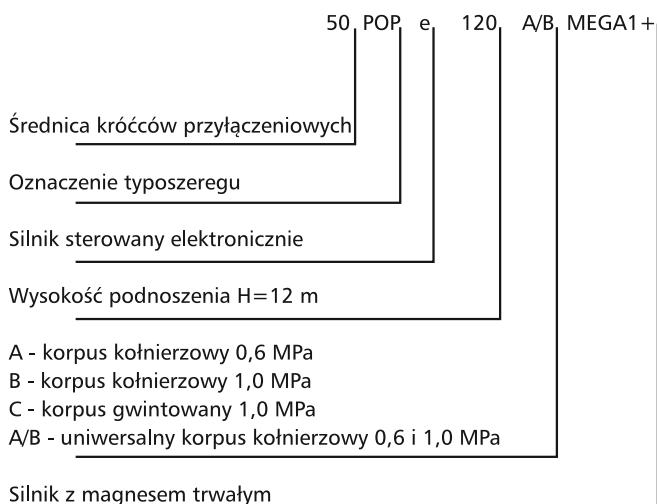 50 POP e 120 A/B MEGA1+
Średnica króćców przyłączeniowych
Oznaczenie typoszeregu
Silnik sterowany elektronicznie
Wysokość podnoszenia H=12 m
A - korpus kołnierzowy 0,6 MPa
B - korpus kołnierzowy 1,0 MPa
C - korpus gwintowany 1,0 MPa
A/B - uniwersalny korpus kołnierzowy 0,6 i 1,0 MPa
Silnik z magnesem trwałym